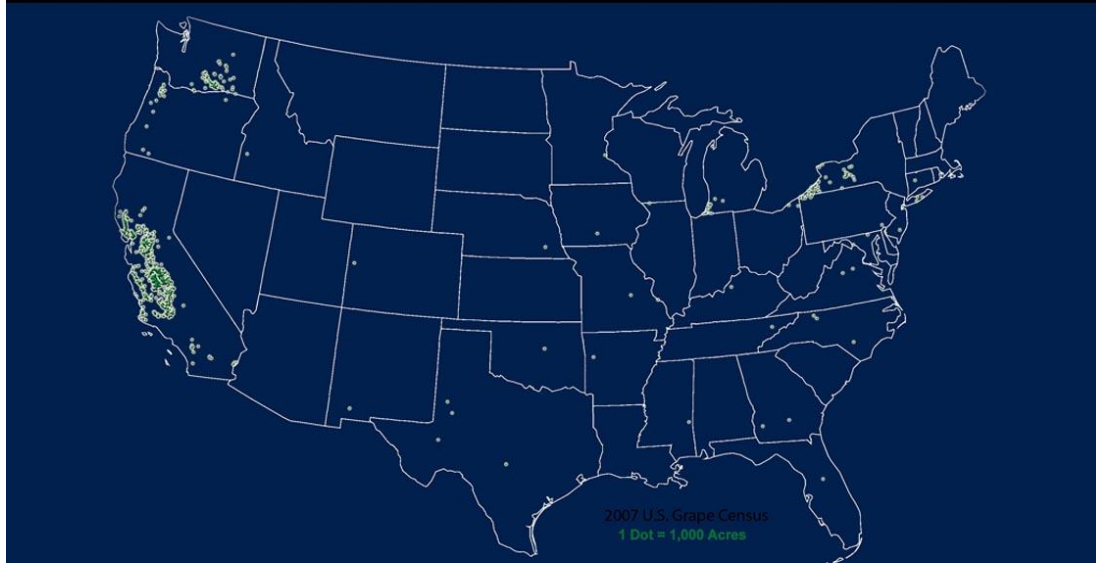 2007 U.S. Grape Census
1 Dot = 1,000 Acres